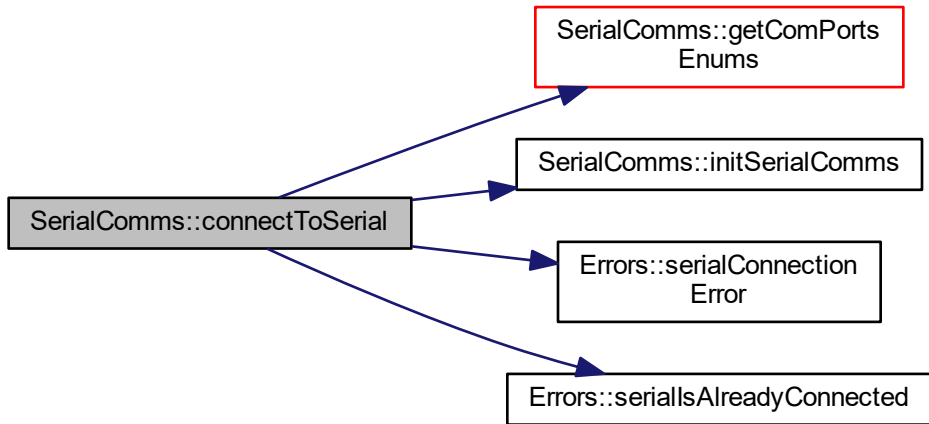 SerialComms::getComPorts
Enums
SerialComms::initSerialComms
SerialComms::connectToSerial
Errors::serialConnection
Error
Errors::serialIsAlreadyConnected